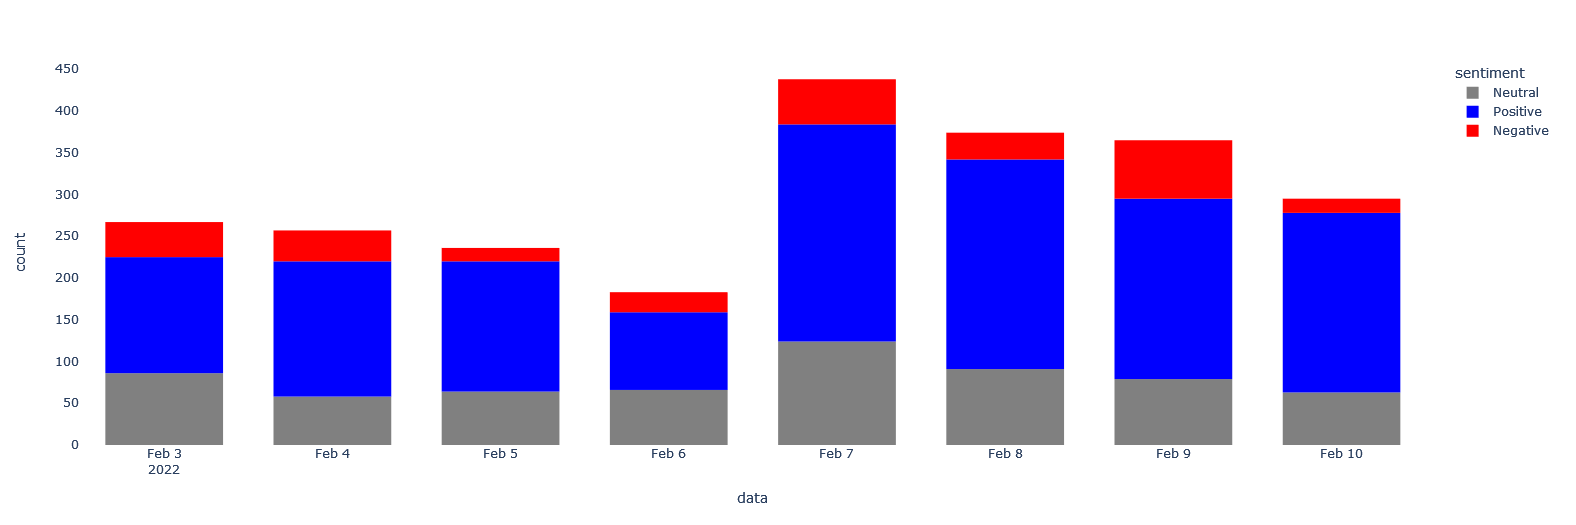 450
400
350
300
250
200
150
100
50
0
count
Feb 3
2022
Feb 4
Feb 5
Feb 6
Feb 7
Feb 8
Feb 9
Feb 10
data
sentiment
Neutral
Positive
Negative